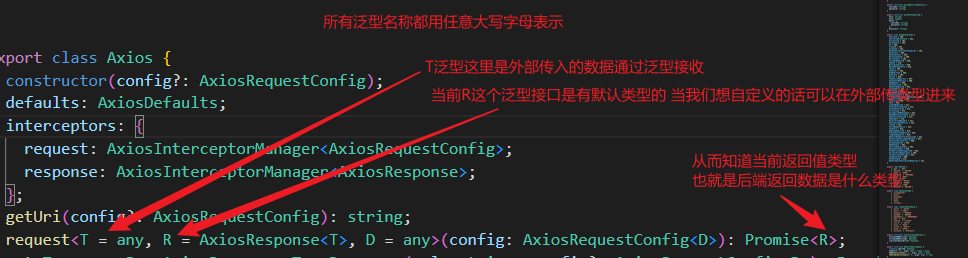 所有泛型名称都用任意大写字母表示
xport class Axios {
constructor(config?: AxiosRequestConfig);
T泛型这里是外部传入的数据通过泛型接收
defaults: AxiosDefaults;
当前R这个泛型接口是有默认类型的 当我们想自定义的话可以在外部传类型进来
interceptors: {
request: AxiosInterceptorManager<AxiosRequestConfig>;
response: AxiosInterceptorManager<AxiosResponse>;
从而知道当前返回值类型
也就是后端返回数据是什么类型
};
getUri(config?: AxiosRequestConfig): string;
request<T = any, R = AxiosResponse<T>, D = any>(config: AxiosRequestConfig<D>): Promise<R>;